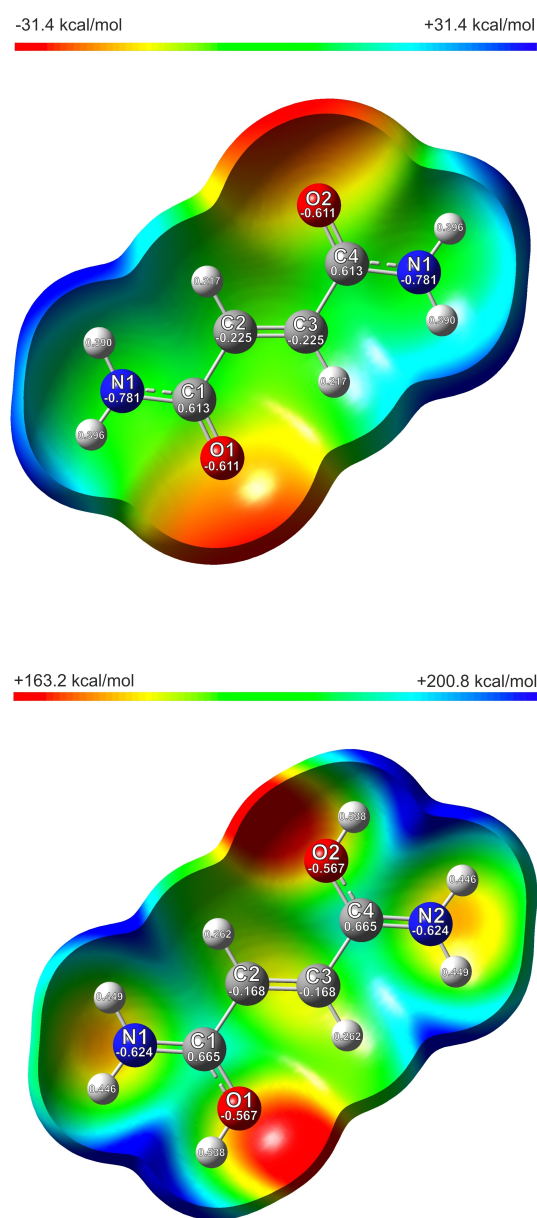 -31.4 kcal/mol +31.4 kcal/mol
O2
-0.611
0.396
C4
0.613
N1
-0.781
0.217
0.390
C2
-0.225
C3
-0.225
0.390
0.217
N1
-0.781
C1
0.613
0.396
O1
-0.611
+163.2 kcal/mol +200.8 kcal/mol
0.538
O2
-0.567
0.446
C4
0.665
N2
-0.624
0.262
0.449
C2
-0.168
C3
-0.168
0.449
0.262
N1
-0.624
C1
0.665
0.446
O1
-0.567
0.538